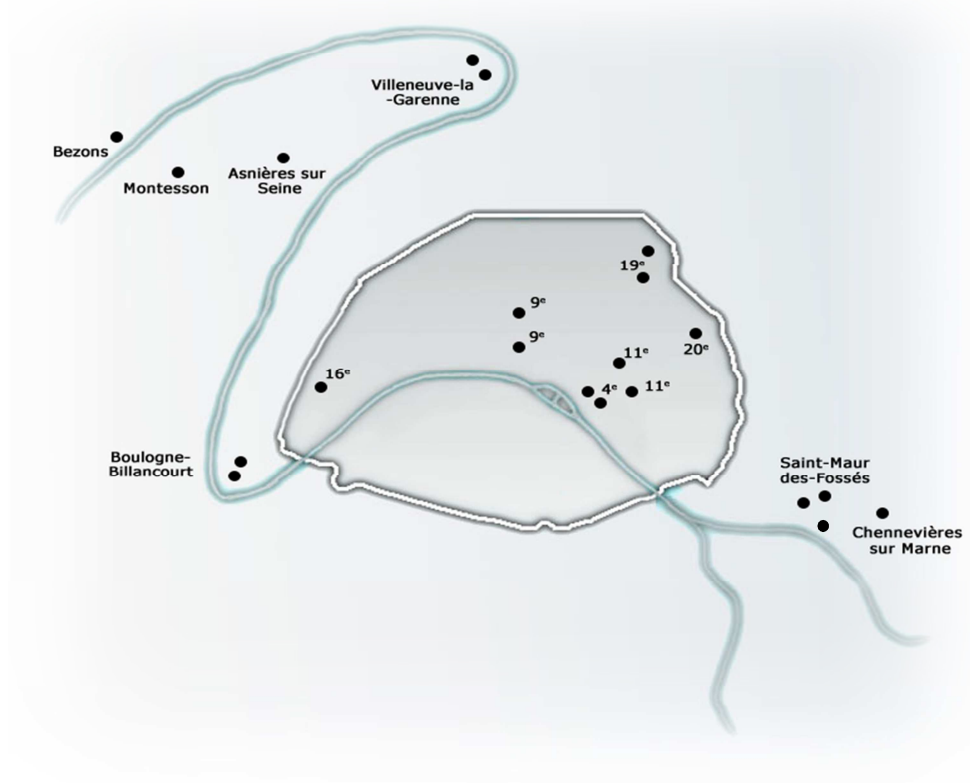 Villeneuve-la
-Garenne
Bezons
Montesson
Asnières sur
Seine
19ᵉ
9ᵉ
9ᵉ
20ᵉ
11ᵉ
16ᵉ
4ᵉ
11ᵉ
Boulogne-
Billancourt
Saint-Maur
des-Fossés
Chennevières
sur Marne